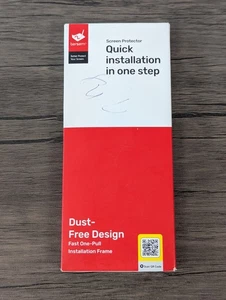 Screen Protector
Quick
installation
in one step
Dust-
Free Design
Fast One-Pull
Installation Frame